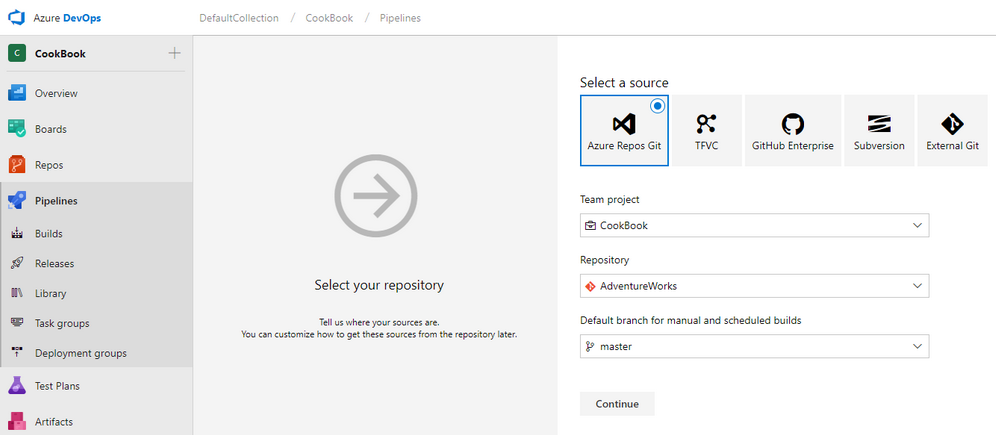 Azure DevOps
DefaultCollection / CookBook / Pipelines
C CookBook +
Overview
Boards
Repos
Pipelines
Builds
Releases
Library
Task groups
Deployment groups
Test Plans
Artifacts
Select your repository
Tell us where your sources are.
You can customize how to get these sources from the repository later.
Select a source
Azure Repos Git
TFVC
GitHub Enterprise
Subversion
External Git
Team project
CookBook
Repository
AdventureWorks
Default branch for manual and scheduled builds
master
Continue